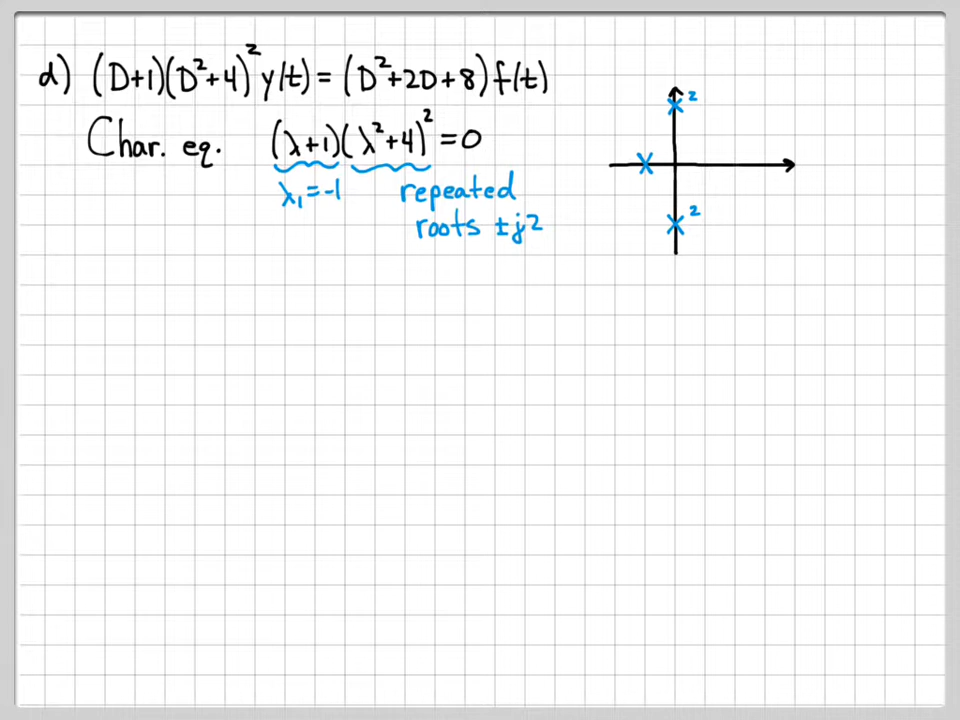 d) (D+1)(D²+4)² y(t) = (D²+2D+8) f(t)
Char. eq. (λ+1)(λ²+4)² = 0
λ₁=-1 repeated
roots ±j2
2
2